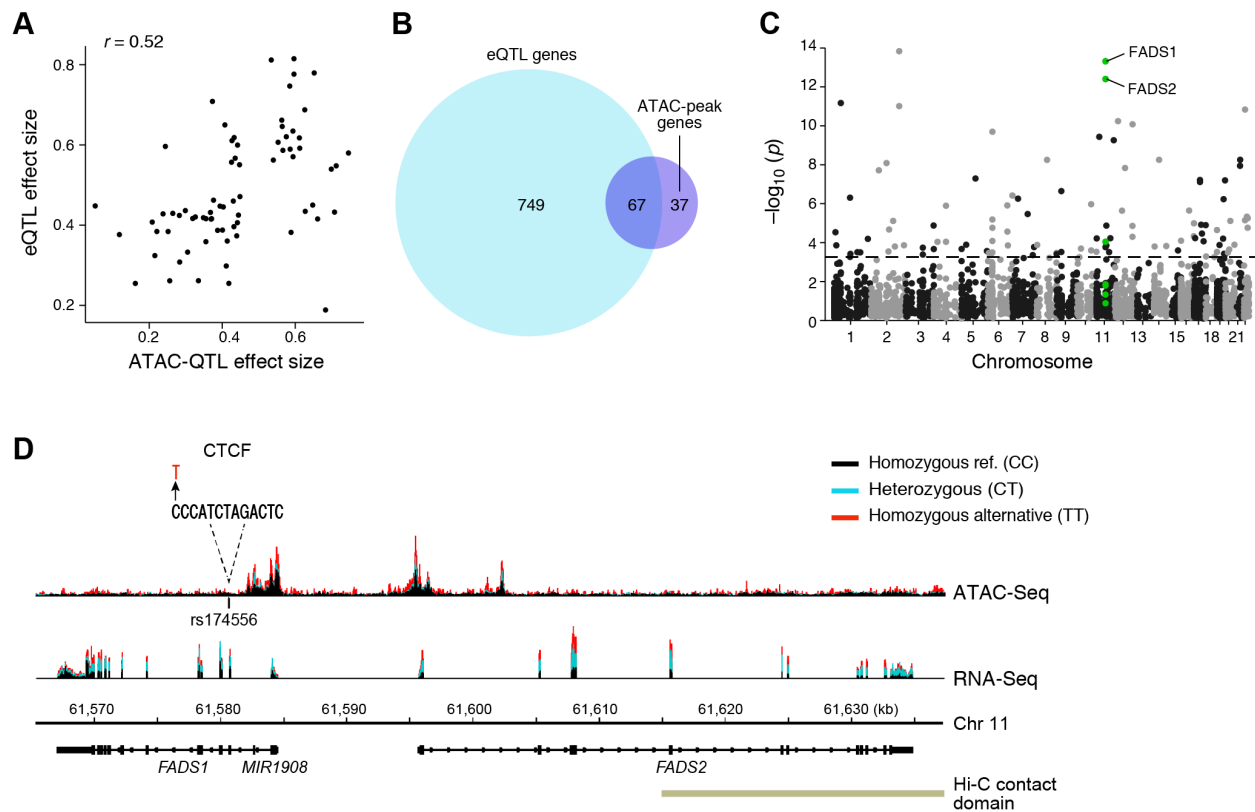 A
r = 0.52
eQTL effect size
0.8
0.6
0.4
0.2
0.2
0.4
0.6
ATAC-QTL effect size
B
eQTL genes
ATAC-peak
genes
749
67
37
C
–log10 (p)
14
12
10
8
6
4
2
0
FADS1
FADS2
1
2
3
4
5
6
7
8
9
11
13
15
18
21
Chromosome
D
CTCF
T
CCCATCTAGACTC
Homozygous ref. (CC)
Heterozygous (CT)
Homozygous alternative (TT)
ATAC-Seq
rs174556
RNA-Seq
61,570
61,580
61,590
61,600
61,610
61,620
61,630 (kb)
Chr 11
FADS1
MIR1908
FADS2
Hi-C contact
domain